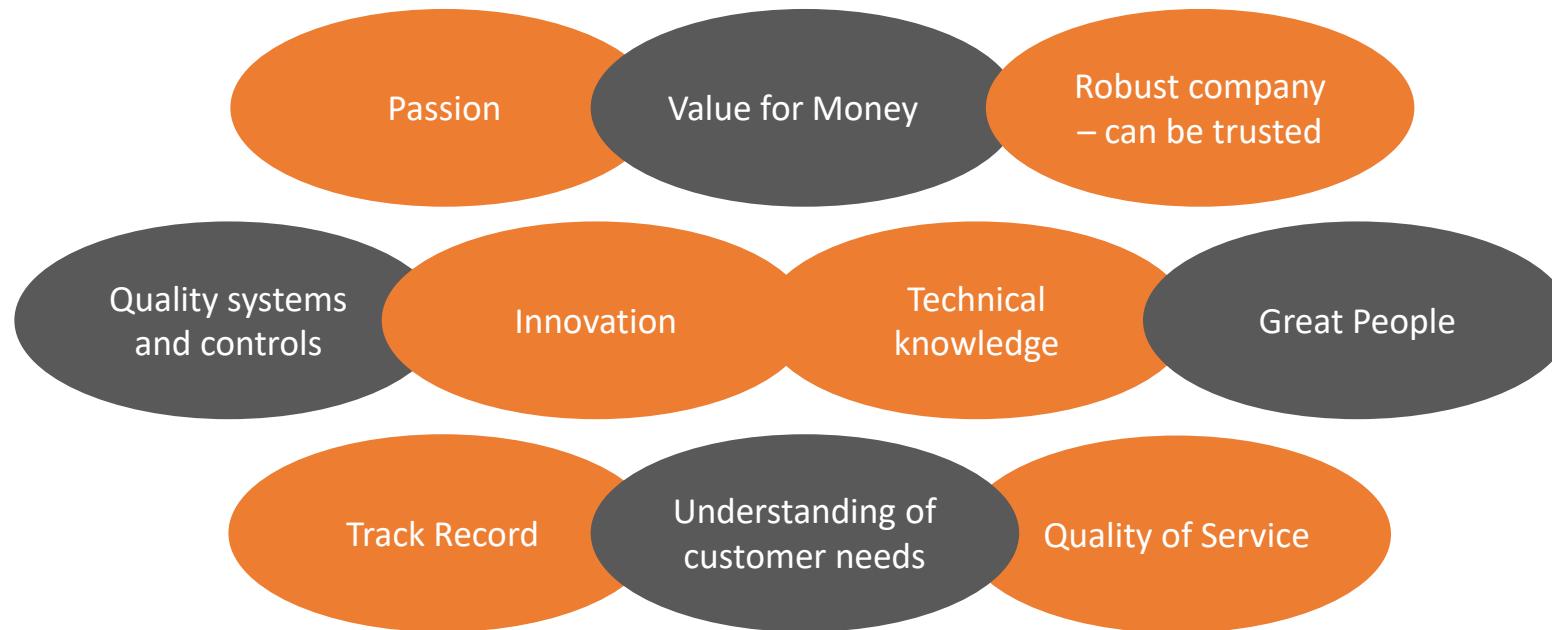 Passion
Value for Money
Robust company
– can be trusted
Quality systems
and controls
Innovation
Technical
knowledge
Great People
Track Record
Understanding of
customer needs
Quality of Service